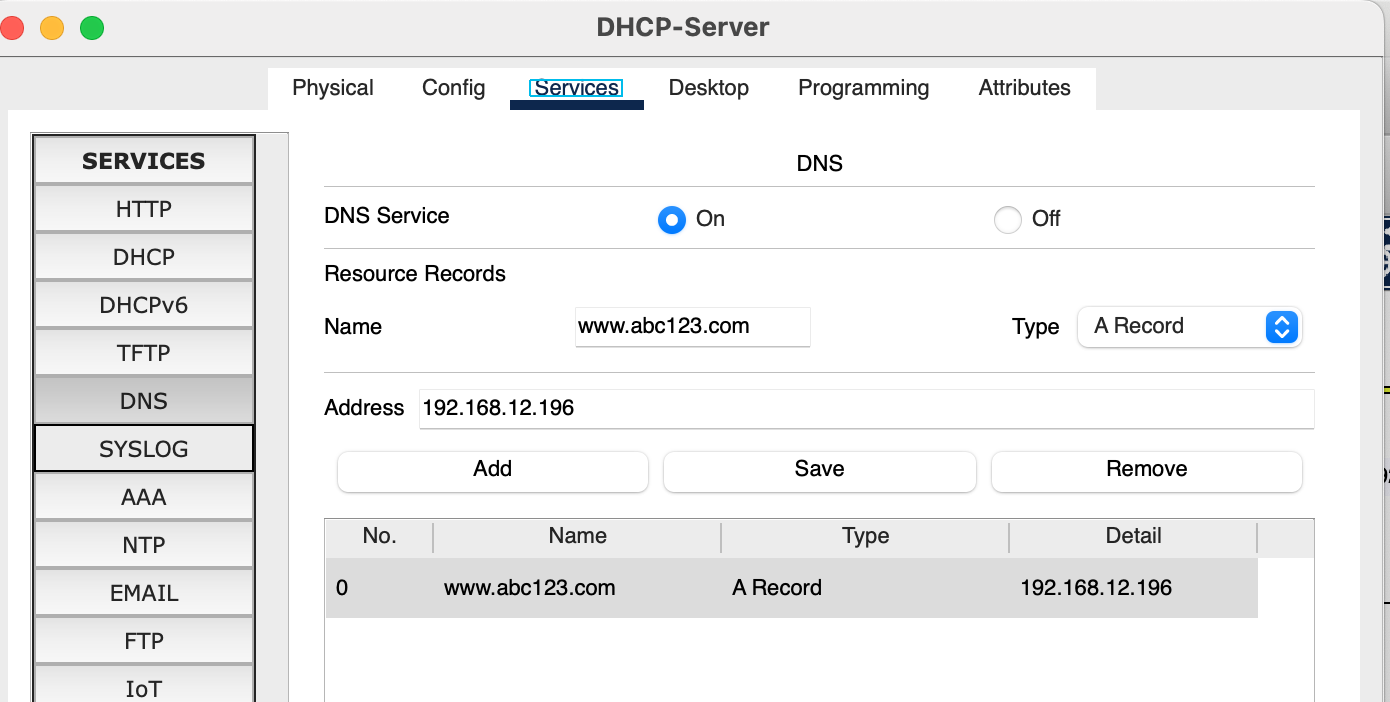 DHCP-Server
Physical Config Services Desktop Programming Attributes
SERVICES
HTTP
DHCP
DHCPv6
TFTP
DNS
SYSLOG
AAA
NTP
EMAIL
FTP
IoT
DNS
DNS Service On Off
Resource Records
Name www.abc123.com Type A Record
Address 192.168.12.196
Add Save Remove
No. Name Type Detail
0 www.abc123.com A Record 192.168.12.196